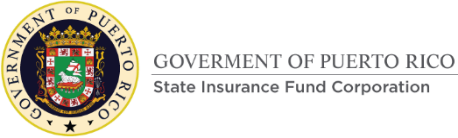 GOVERNMENT OF PUERTO RICO
GOVERMENT OF PUERTO RICO
State Insurance Fund Corporation